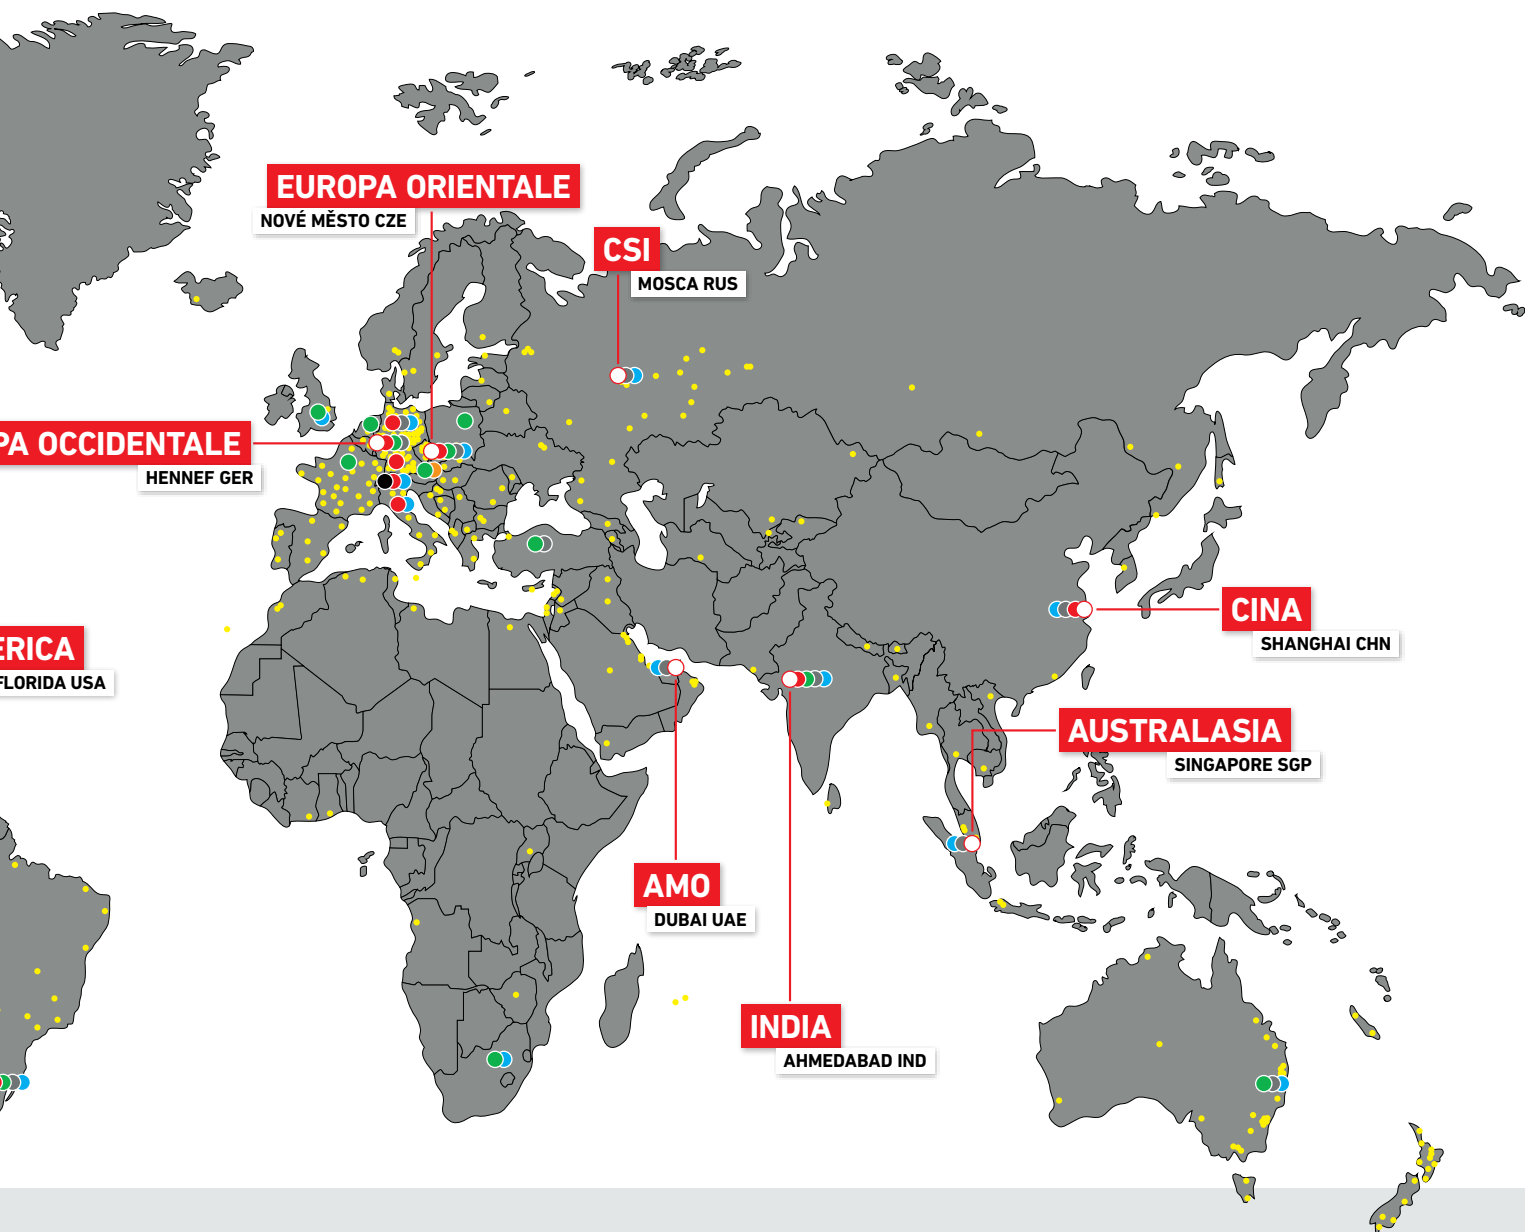 EUROPA ORIENTALE
NOVÉ MĚSTO CZE
CSI
MOSCA RUS
PA OCCIDENTALE
HENNEF GER
CINA
SHANGHAI CHN
ERICA
FLORIDA USA
AUSTRALASIA
SINGAPORE SGP
AMO
DUBAI UAE
INDIA
AHMEDABAD IND